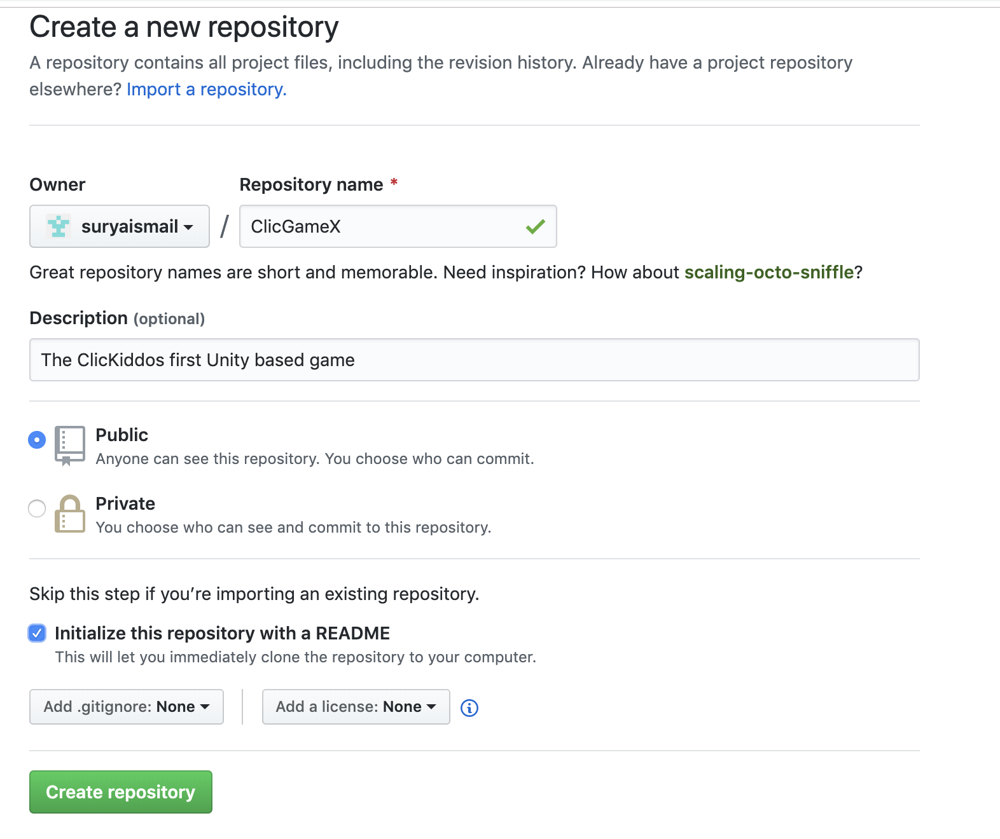 Create a new repository
A repository contains all project files, including the revision history. Already have a project repository
elsewhere? Import a repository.
Owner
Repository name *
suryaismail
/
ClicGameX
Great repository names are short and memorable. Need inspiration? How about scaling-octo-sniffle?
Description (optional)
The ClicKiddos first Unity based game
Public
Anyone can see this repository. You choose who can commit.
Private
You choose who can see and commit to this repository.
Skip this step if you’re importing an existing repository.
Initialize this repository with a README
This will let you immediately clone the repository to your computer.
Add .gitignore: None
Add a license: None
Create repository